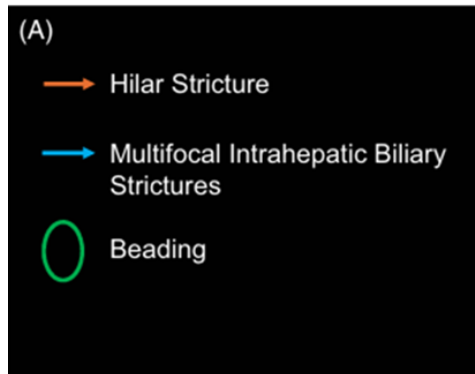 (A)
Hilar Stricture
Multifocal Intrahepatic Biliary
Strictures
Beading